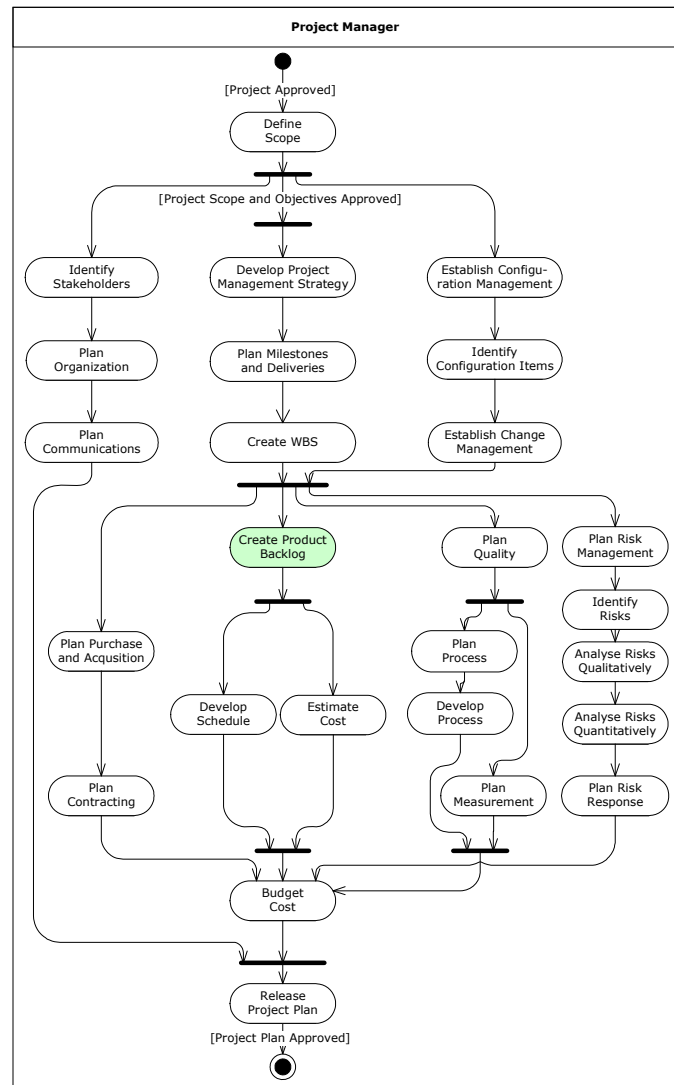 Project Manager
[Project Approved]
Define
Scope
[Project Scope and Objectives Approved]
Identify
Stakeholders
Develop Project
Management Strategy
Establish Configu-
ration Management
Plan
Organization
Plan Milestones
and Deliveries
Identify
Configuration Items
Plan
Communications
Create WBS
Establish Change
Management
Create Product
Backlog
Plan
Quality
Plan Risk
Management
Identify
Risks
Plan Purchase
and Acqusition
Plan
Process
Analyse Risks
Qualitatively
Develop
Schedule
Estimate
Cost
Develop
Process
Analyse Risks
Quantitatively
Plan
Contracting
Plan
Measurement
Plan Risk
Response
Budget
Cost
Release
Project Plan
[Project Plan Approved]